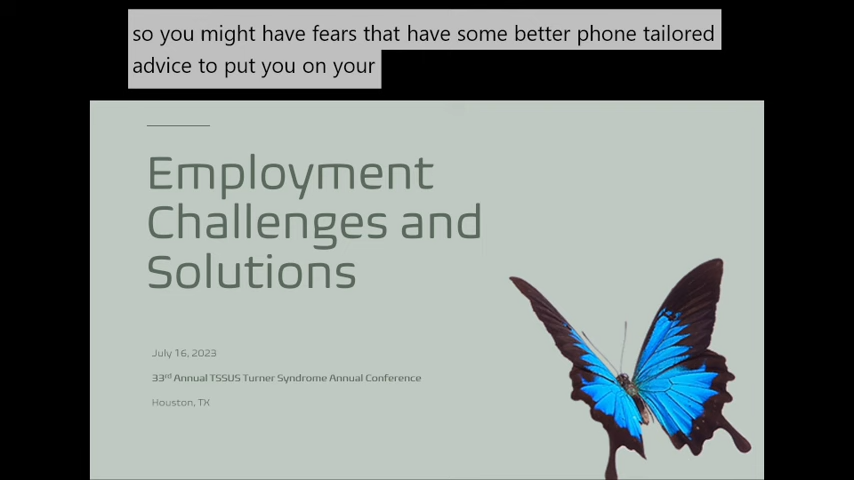 so you might have fears that have some better phone tailored
advice to put you on your
Employment
Challenges and
Solutions
July 16, 2023
33rd Annual TSSUS Turner Syndrome Annual Conference
Houston, TX